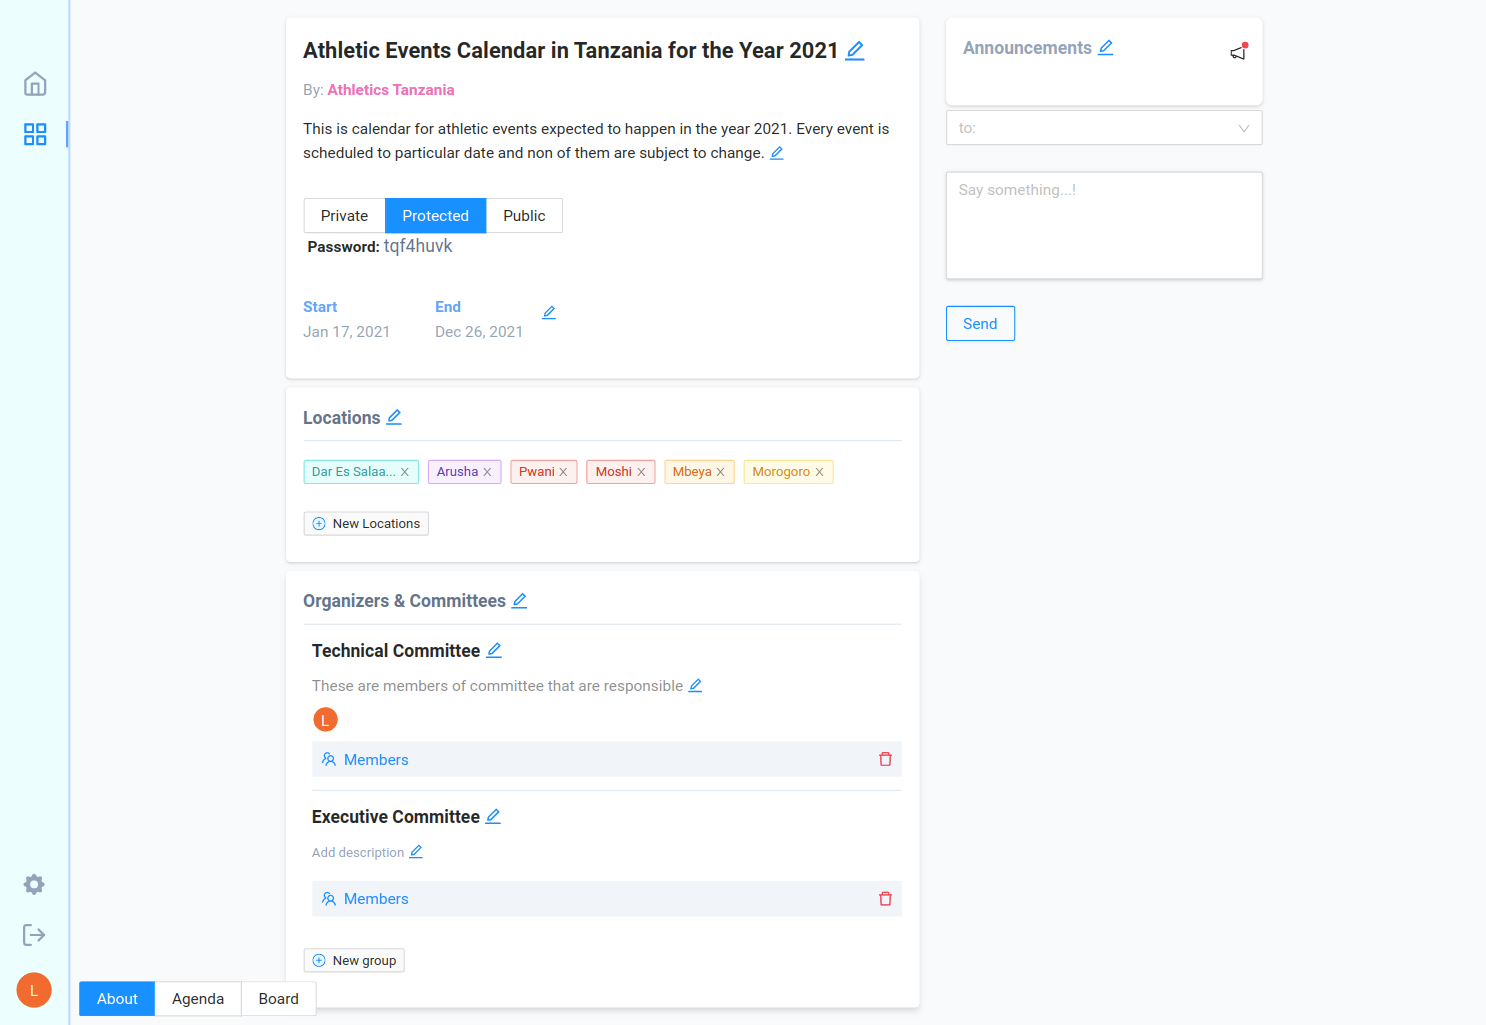 Athletic Events Calendar in Tanzania for the Year 2021
By: Athletics Tanzania
This is calendar for athletic events expected to happen in the year 2021. Every event is
scheduled to particular date and non of them are subject to change.
Private Protected Public
Password: tqf4huvk
Start End
Jan 17, 2021 Dec 26, 2021
Locations
Dar Es Salaa... Arusha Pwani Moshi Mbeya Morogoro
New Locations
Organizers & Committees
Technical Committee
These are members of committee that are responsible
L
Members
Executive Committee
Add description
Members
New group
Announcements
to:
Say something...!
Send
L
About Agenda Board